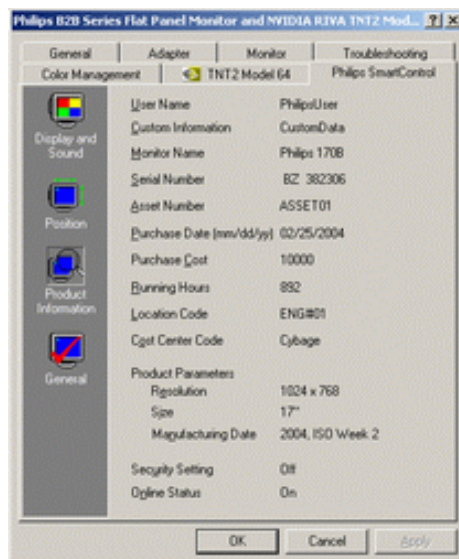 Philips B2B Series Flat Panel Monitor and NVIDIA RIVA TNT2 Mod...
General Adapter Monitor Troubleshooting
Color Management TNT2 Model 64 Philips SmartControl
Display and Sound
Position
Product Information
General
User Name PhilipsUser
Custom Information CustomData
Monitor Name Philips 170B
Serial Number BZ 382306
Asset Number ASSET01
Purchase Date (mm/dd/yy) 02/25/2004
Purchase Cost 10000
Running Hours 892
Location Code ENG#01
Cost Center Code Cybage
Product Parameters
Resolution 1024 x 768
Size 17"
Manufacturing Date 2004, ISO Week 2
Security Setting Off
Online Status On
OK Cancel Apply